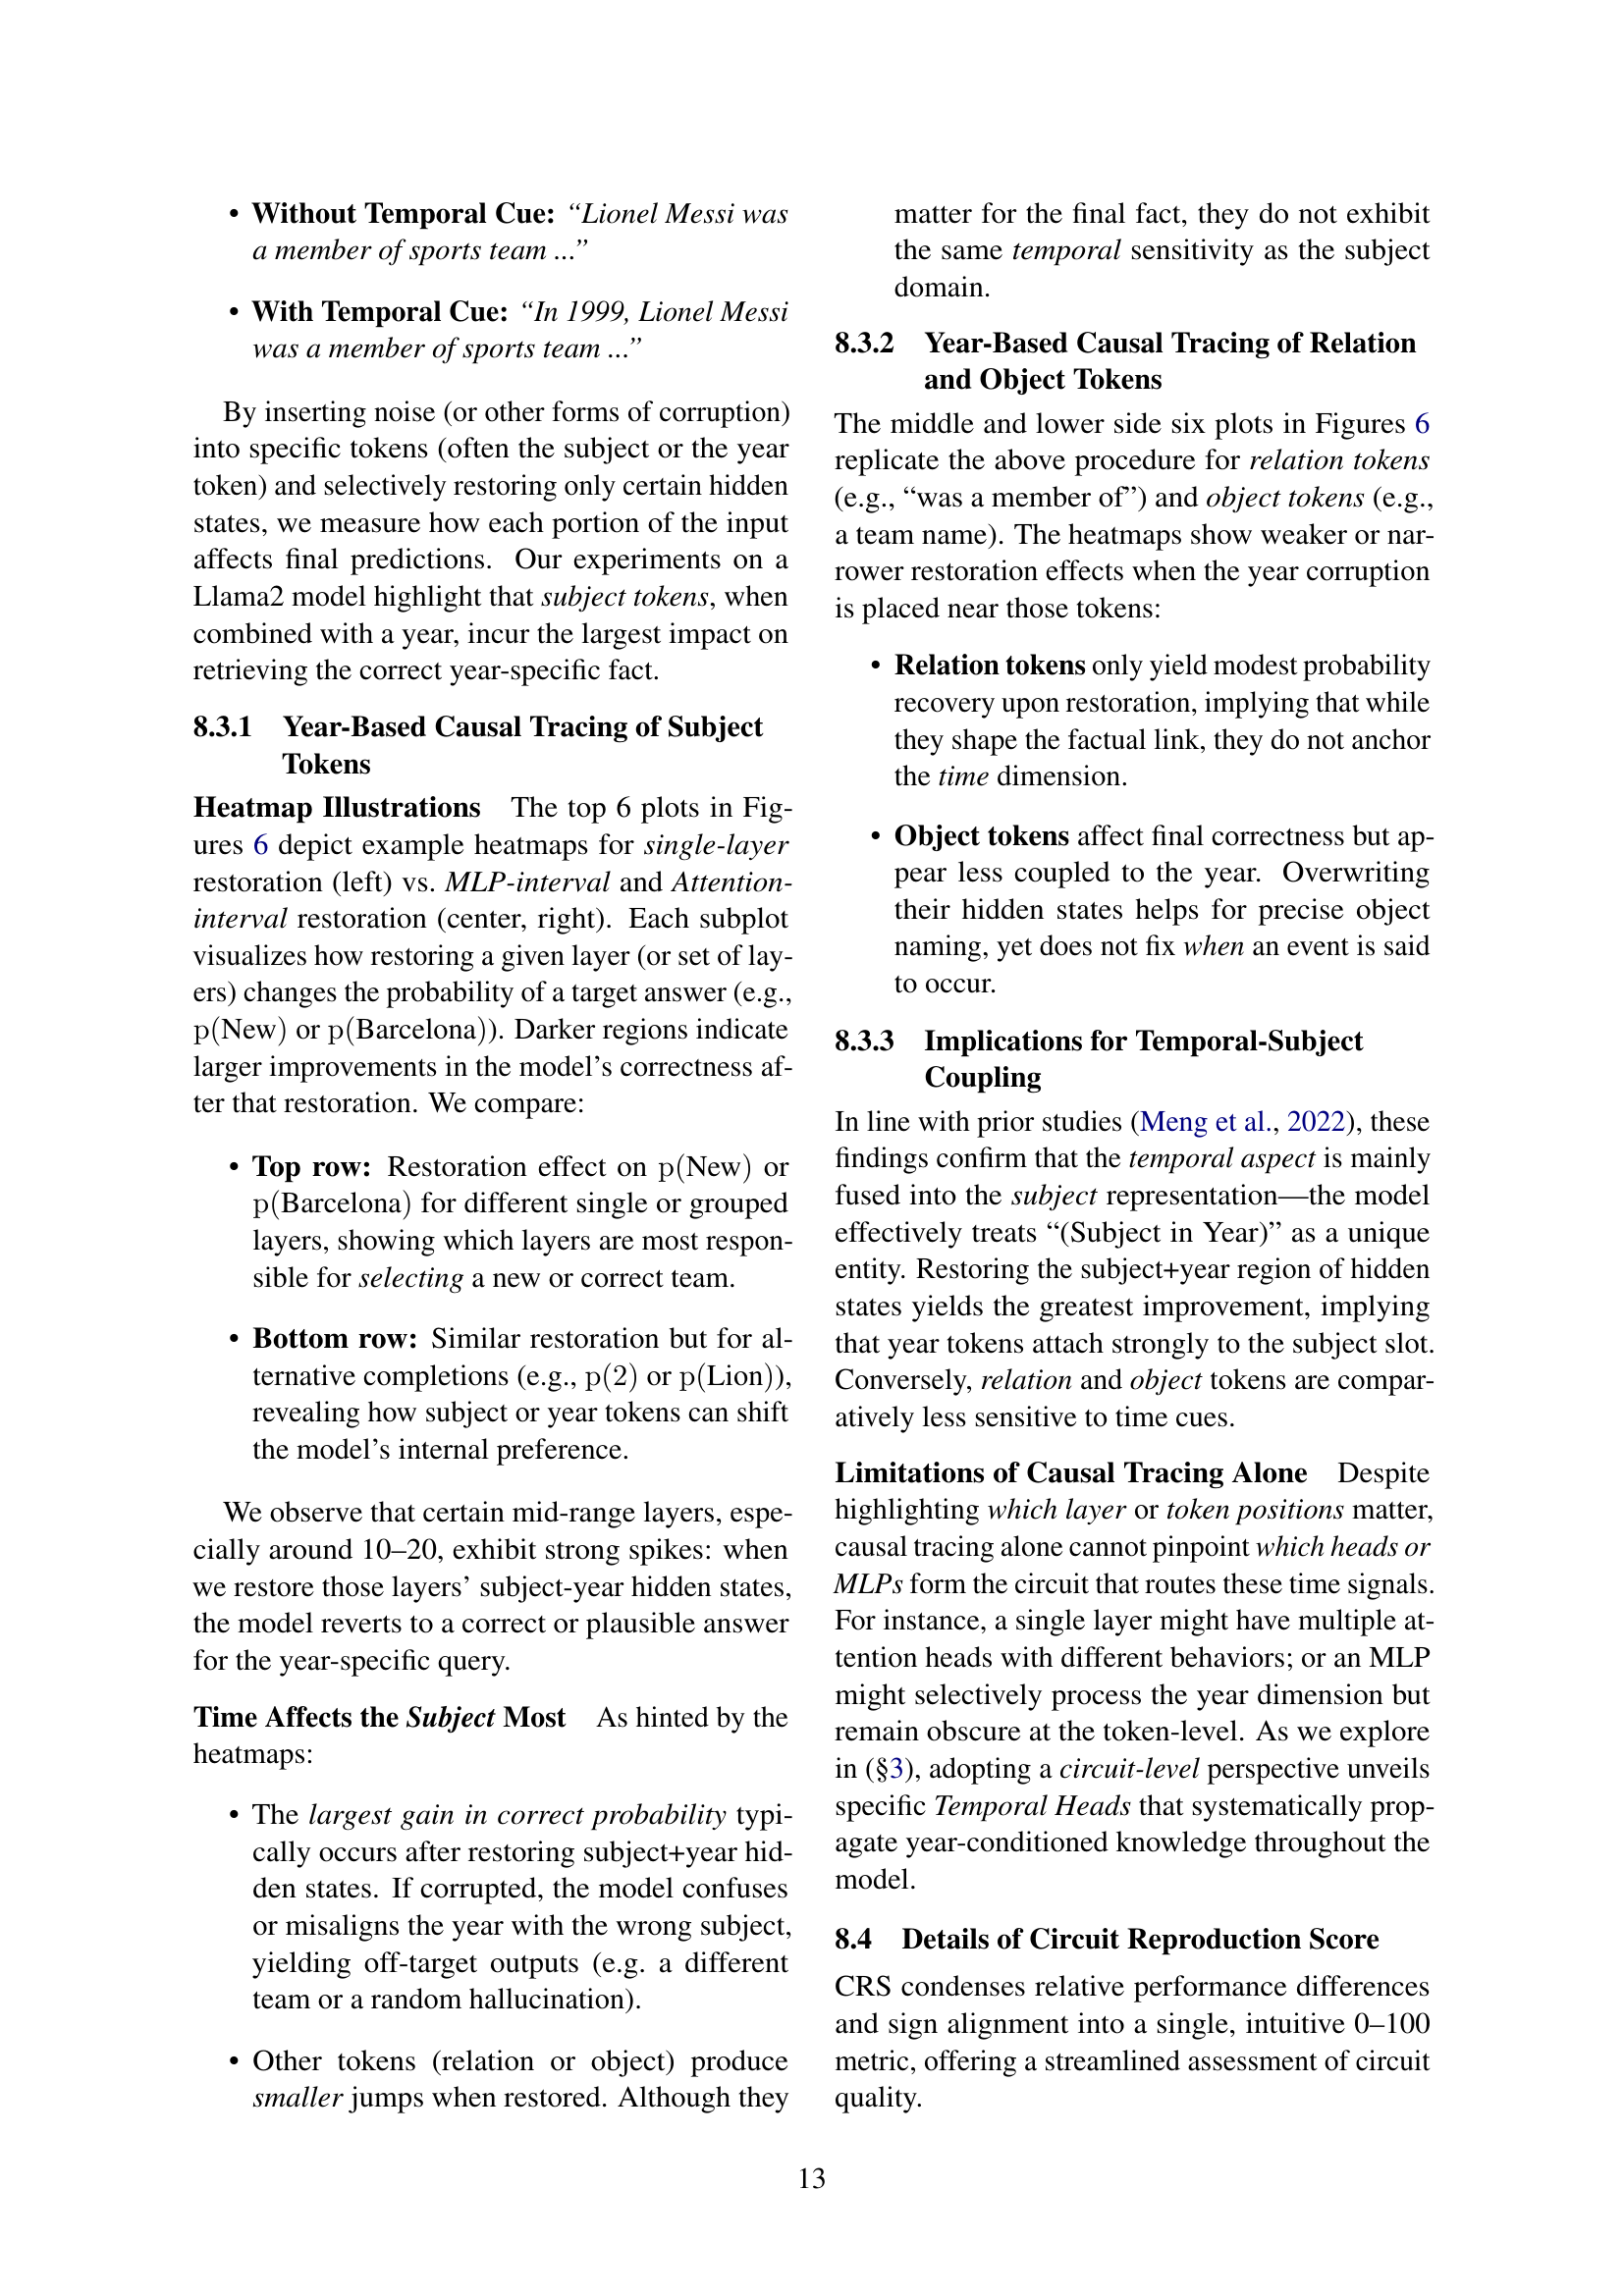 • Without Temporal Cue: “Lionel Messi was
a member of sports team ...”
• With Temporal Cue: “In 1999, Lionel Messi
was a member of sports team ...”
By inserting noise (or other forms of corruption)
into specific tokens (often the subject or the year
token) and selectively restoring only certain hidden
states, we measure how each portion of the input
affects final predictions. Our experiments on a
Llama2 model highlight that subject tokens, when
combined with a year, incur the largest impact on
retrieving the correct year-specific fact.
8.3.1 Year-Based Causal Tracing of Subject
Tokens
Heatmap Illustrations The top 6 plots in Fig-
ures 6 depict example heatmaps for single-layer
restoration (left) vs. MLP-interval and Attention-
interval restoration (center, right). Each subplot
visualizes how restoring a given layer (or set of lay-
ers) changes the probability of a target answer (e.g.,
p(New) or p(Barcelona)). Darker regions indicate
larger improvements in the model’s correctness af-
ter that restoration. We compare:
• Top row: Restoration effect on p(New) or
p(Barcelona) for different single or grouped
layers, showing which layers are most respon-
sible for selecting a new or correct team.
• Bottom row: Similar restoration but for al-
ternative completions (e.g., p(2) or p(Lion)),
revealing how subject or year tokens can shift
the model’s internal preference.
We observe that certain mid-range layers, espe-
cially around 10–20, exhibit strong spikes: when
we restore those layers’ subject-year hidden states,
the model reverts to a correct or plausible answer
for the year-specific query.
Time Affects the Subject Most As hinted by the
heatmaps:
• The largest gain in correct probability typi-
cally occurs after restoring subject+year hid-
den states. If corrupted, the model confuses
or misaligns the year with the wrong subject,
yielding off-target outputs (e.g. a different
team or a random hallucination).
• Other tokens (relation or object) produce
smaller jumps when restored. Although they
matter for the final fact, they do not exhibit
the same temporal sensitivity as the subject
domain.
8.3.2 Year-Based Causal Tracing of Relation
and Object Tokens
The middle and lower side six plots in Figures 6
replicate the above procedure for relation tokens
(e.g., “was a member of”) and object tokens (e.g.,
a team name). The heatmaps show weaker or nar-
rower restoration effects when the year corruption
is placed near those tokens:
• Relation tokens only yield modest probability
recovery upon restoration, implying that while
they shape the factual link, they do not anchor
the time dimension.
• Object tokens affect final correctness but ap-
pear less coupled to the year. Overwriting
their hidden states helps for precise object
naming, yet does not fix when an event is said
to occur.
8.3.3 Implications for Temporal-Subject
Coupling
In line with prior studies (Meng et al., 2022), these
findings confirm that the temporal aspect is mainly
fused into the subject representation—the model
effectively treats “(Subject in Year)” as a unique
entity. Restoring the subject+year region of hidden
states yields the greatest improvement, implying
that year tokens attach strongly to the subject slot.
Conversely, relation and object tokens are compar-
atively less sensitive to time cues.
Limitations of Causal Tracing Alone Despite
highlighting which layer or token positions matter,
causal tracing alone cannot pinpoint which heads or
MLPs form the circuit that routes these time signals.
For instance, a single layer might have multiple at-
tention heads with different behaviors; or an MLP
might selectively process the year dimension but
remain obscure at the token-level. As we explore
in (§3), adopting a circuit-level perspective unveils
specific Temporal Heads that systematically prop-
agate year-conditioned knowledge throughout the
model.
8.4 Details of Circuit Reproduction Score
CRS condenses relative performance differences
and sign alignment into a single, intuitive 0–100
metric, offering a streamlined assessment of circuit
quality.
13